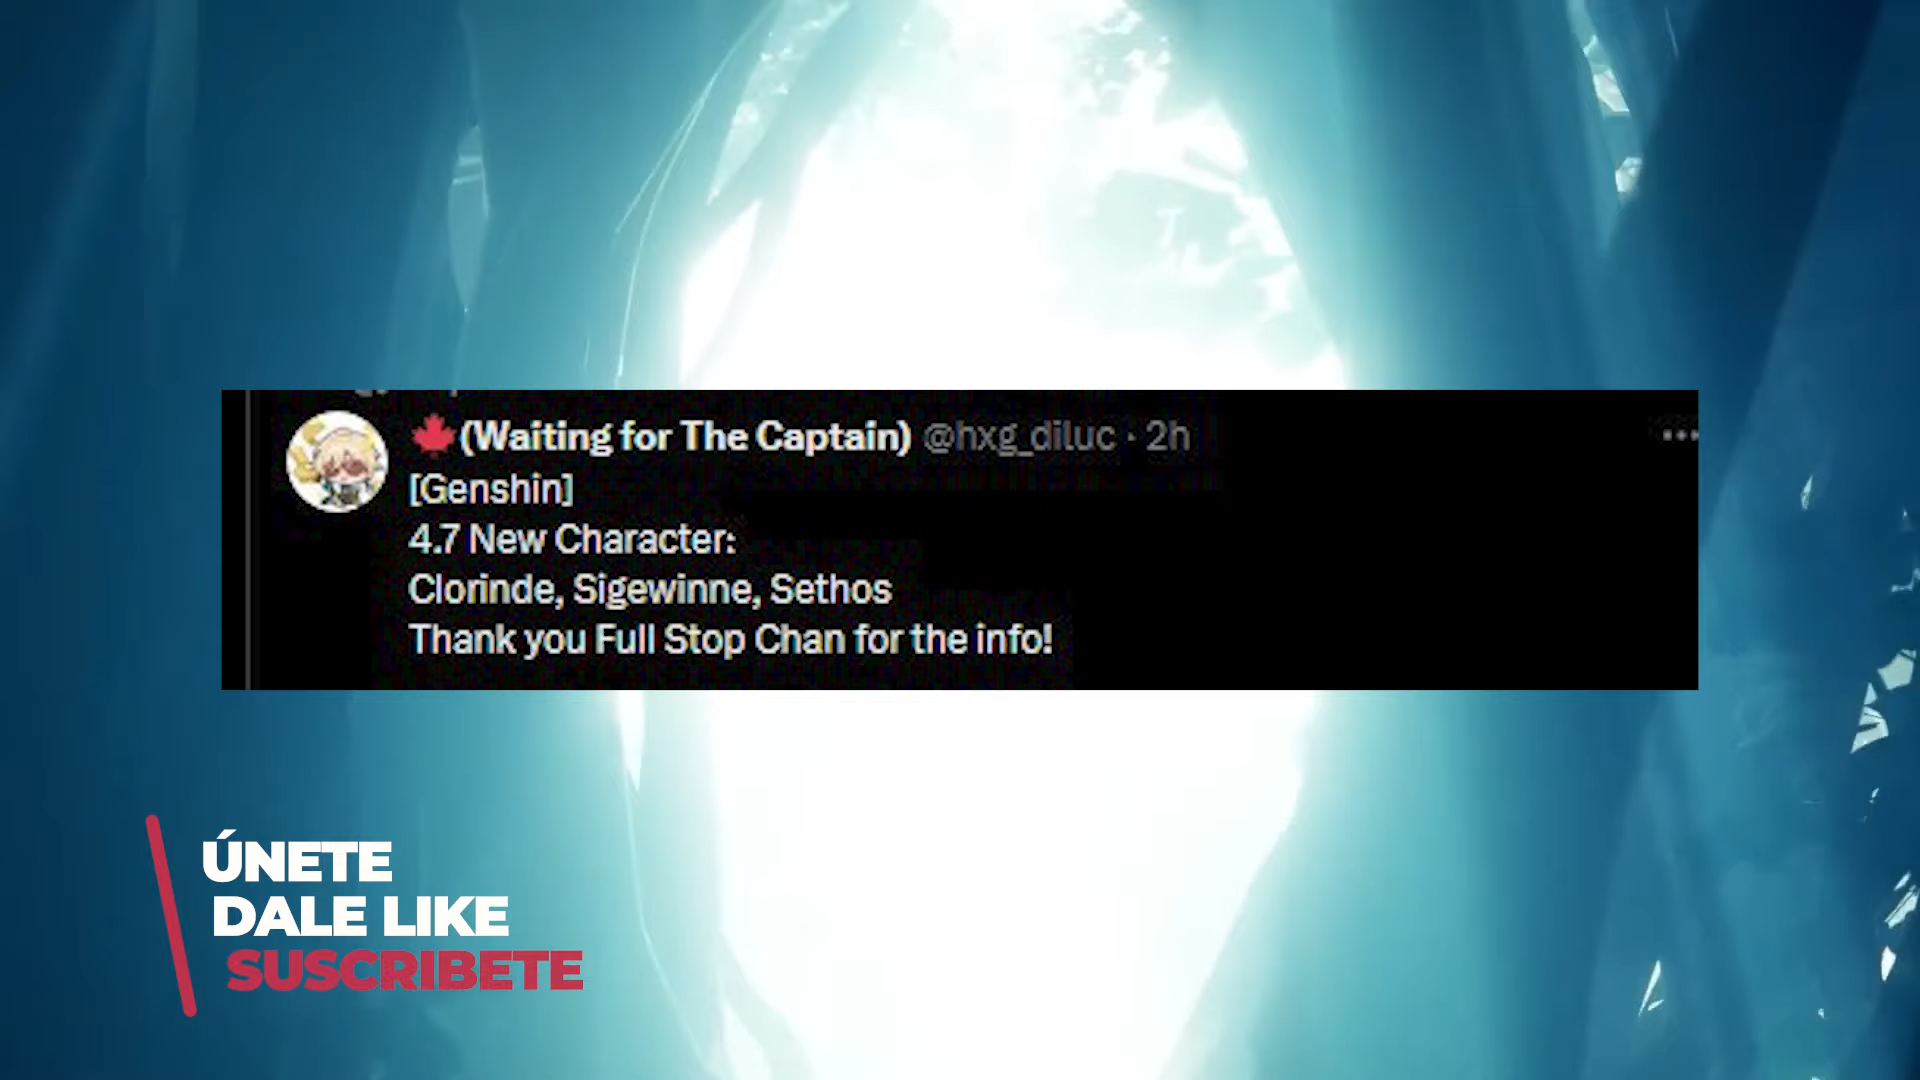 🍁(Waiting for The Captain) @hxg_diluc · 2h
[Genshin]
4.7 New Character:
Clorinde, Sigewinne, Sethos
Thank you Full Stop Chan for the info!
ÚNETE
DALE LIKE
SUSCRIBETE